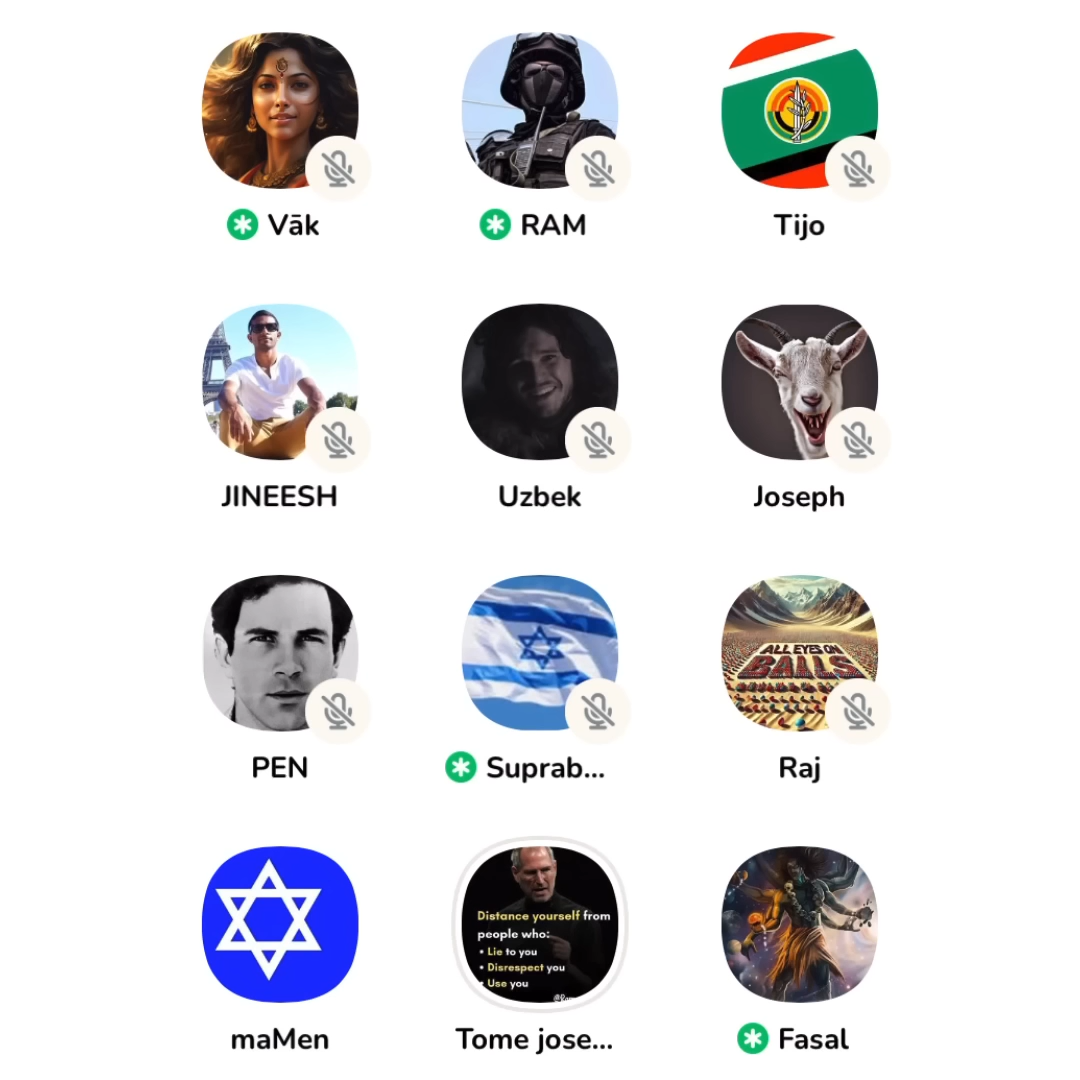 Vāk
RAM
Tijo
JINEESH
Uzbek
Joseph
ALL EYES ON
BALLS
PEN
Suprab...
Raj
Distance yourself from
people who:
• Lie to you
• Disrespect you
• Use you
maMen
Tome jose...
Fasal